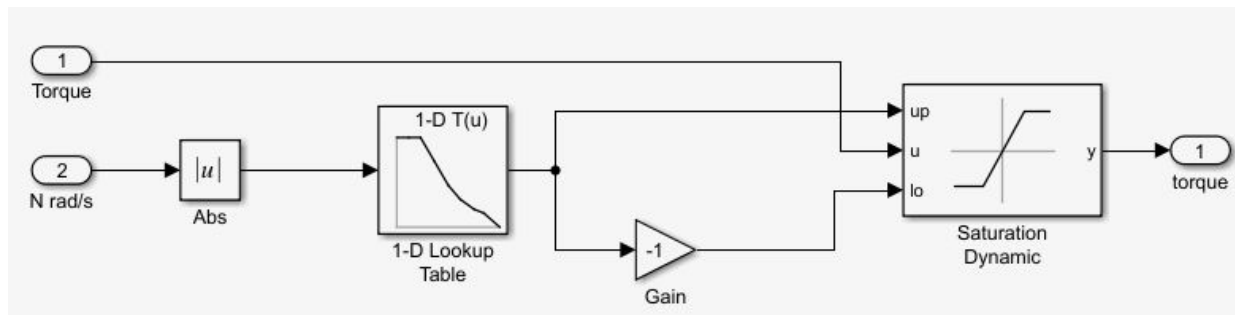 1
Torque
2
N rad/s
|u|
Abs
1-D T(u)
1-D Lookup
Table
-1
Gain
up
u
lo
y
Saturation
Dynamic
1
torque